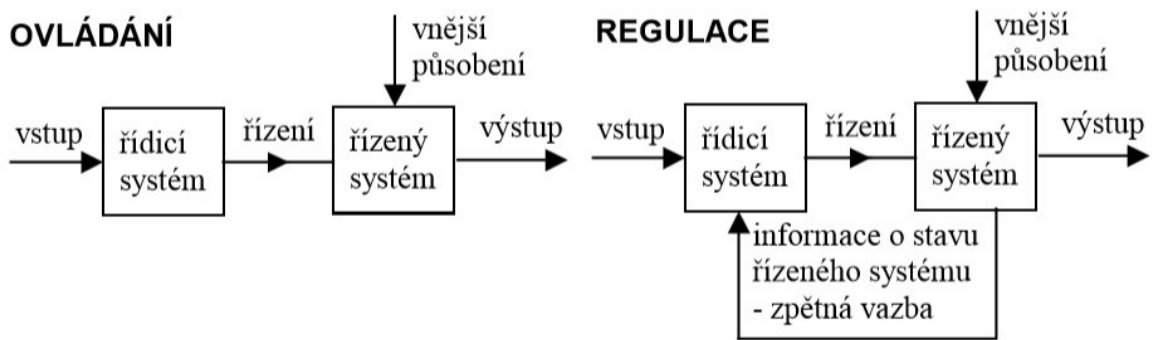 OVLÁDÁNÍ
vnější
působení
vstup
řídicí
systém
řízení
řízený
systém
výstup
REGULACE
vnější
působení
vstup
řídicí
systém
řízení
řízený
systém
výstup
informace o stavu
řízeného systému
- zpětná vazba